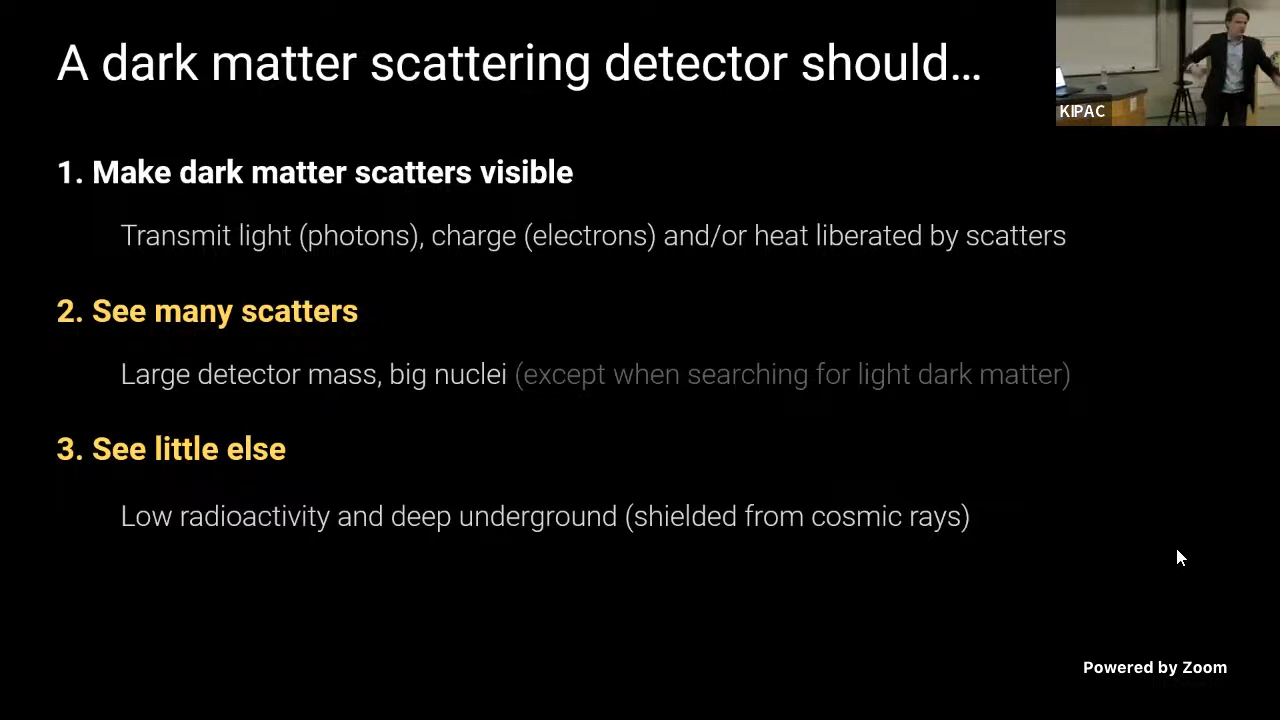 A dark matter scattering detector should...
KIPAC
1. Make dark matter scatters visible
Transmit light (photons), charge (electrons) and/or heat liberated by scatters
2. See many scatters
Large detector mass, big nuclei (except when searching for light dark matter)
3. See little else
Low radioactivity and deep underground (shielded from cosmic rays)
Powered by Zoom